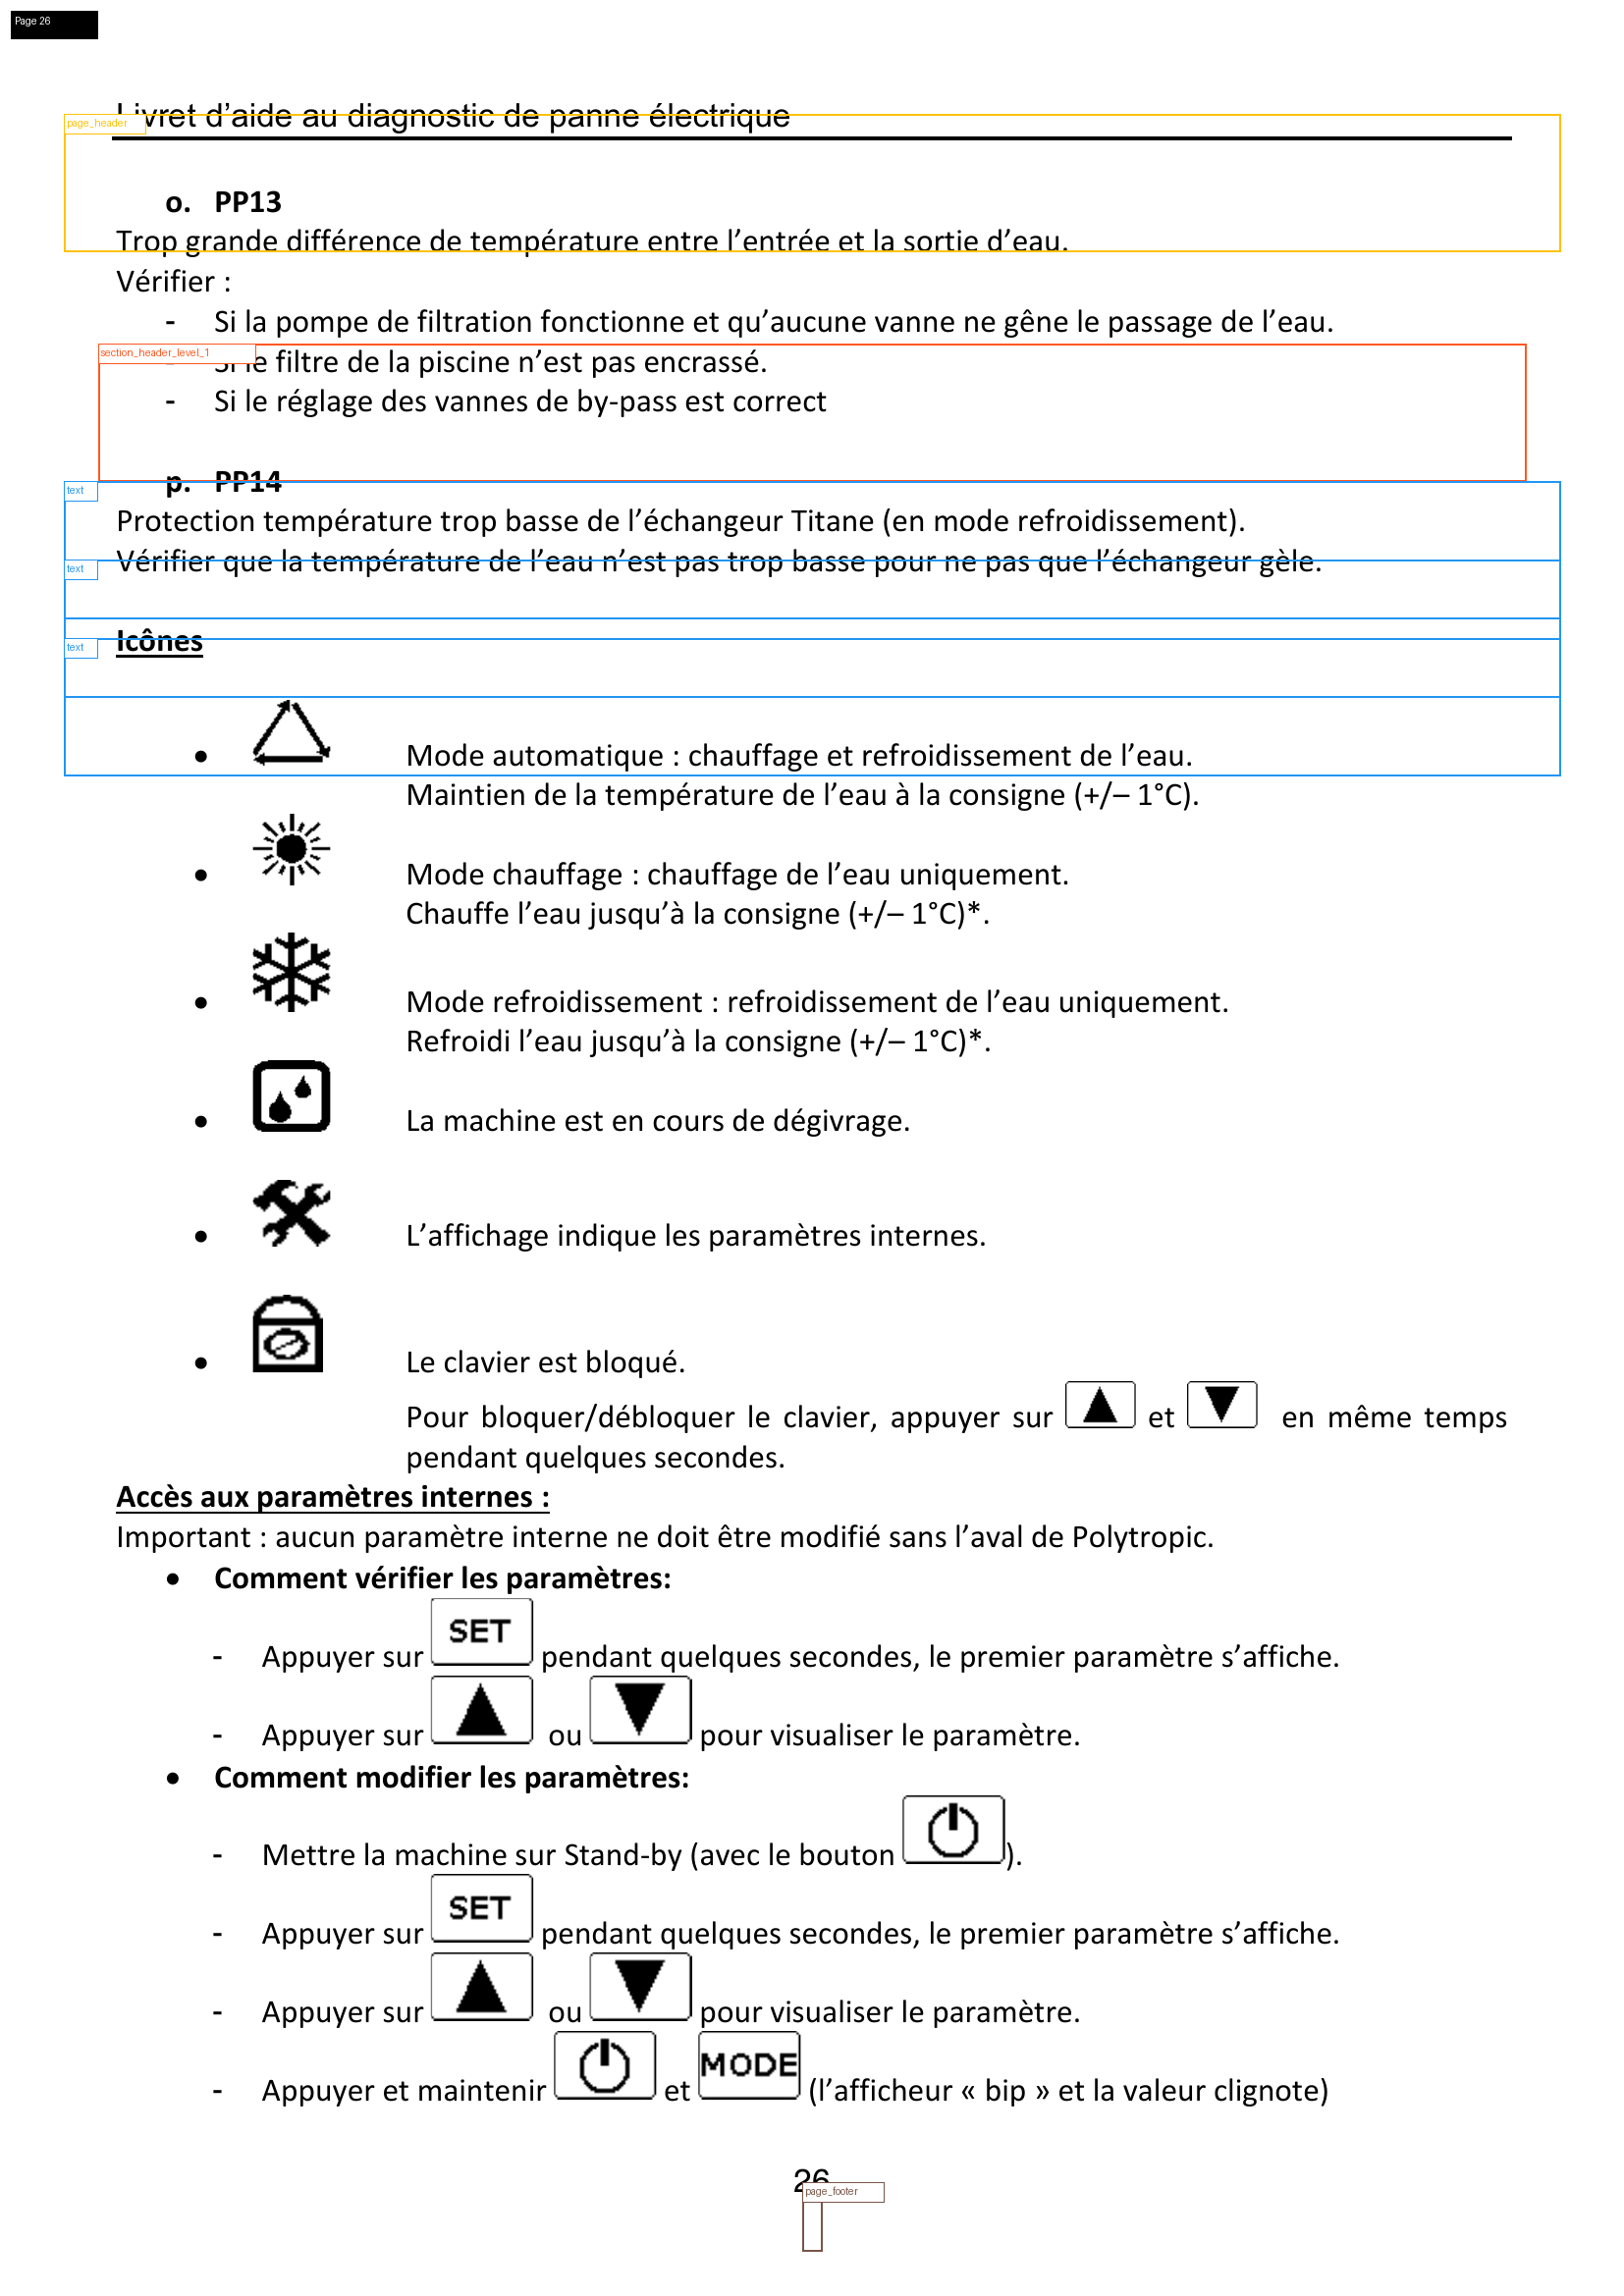 Page 26
Livret d’aide au diagnostic de panne électrique
page_header
o. PP13
Trop grande différence de température entre l’entrée et la sortie d’eau.
Vérifier :
- Si la pompe de filtration fonctionne et qu’aucune vanne ne gêne le passage de l’eau.
section_header_level_1
- Si le filtre de la piscine n’est pas encrassé.
- Si le réglage des vannes de by-pass est correct
p. PP14
text
Protection température trop basse de l’échangeur Titane (en mode refroidissement).
Vérifier que la température de l’eau n’est pas trop basse pour ne pas que l’échangeur gèle.
text
Icônes
text
• Mode automatique : chauffage et refroidissement de l’eau.
Maintien de la température de l’eau à la consigne (+/– 1°C).
• Mode chauffage : chauffage de l’eau uniquement.
Chauffe l’eau jusqu’à la consigne (+/– 1°C)*.
• Mode refroidissement : refroidissement de l’eau uniquement.
Refroidi l’eau jusqu’à la consigne (+/– 1°C)*.
• La machine est en cours de dégivrage.
• L’affichage indique les paramètres internes.
• Le clavier est bloqué.
Pour bloquer/débloquer le clavier, appuyer sur ▲ et ▼ en même temps
pendant quelques secondes.
Accès aux paramètres internes :
Important : aucun paramètre interne ne doit être modifié sans l’aval de Polytropic.
• Comment vérifier les paramètres:
- Appuyer sur SET pendant quelques secondes, le premier paramètre s’affiche.
- Appuyer sur ▲ ou ▼ pour visualiser le paramètre.
• Comment modifier les paramètres:
- Mettre la machine sur Stand-by (avec le bouton ).
- Appuyer sur SET pendant quelques secondes, le premier paramètre s’affiche.
- Appuyer sur ▲ ou ▼ pour visualiser le paramètre.
- Appuyer et maintenir et MODE (l’afficheur « bip » et la valeur clignote)
26
page_footer